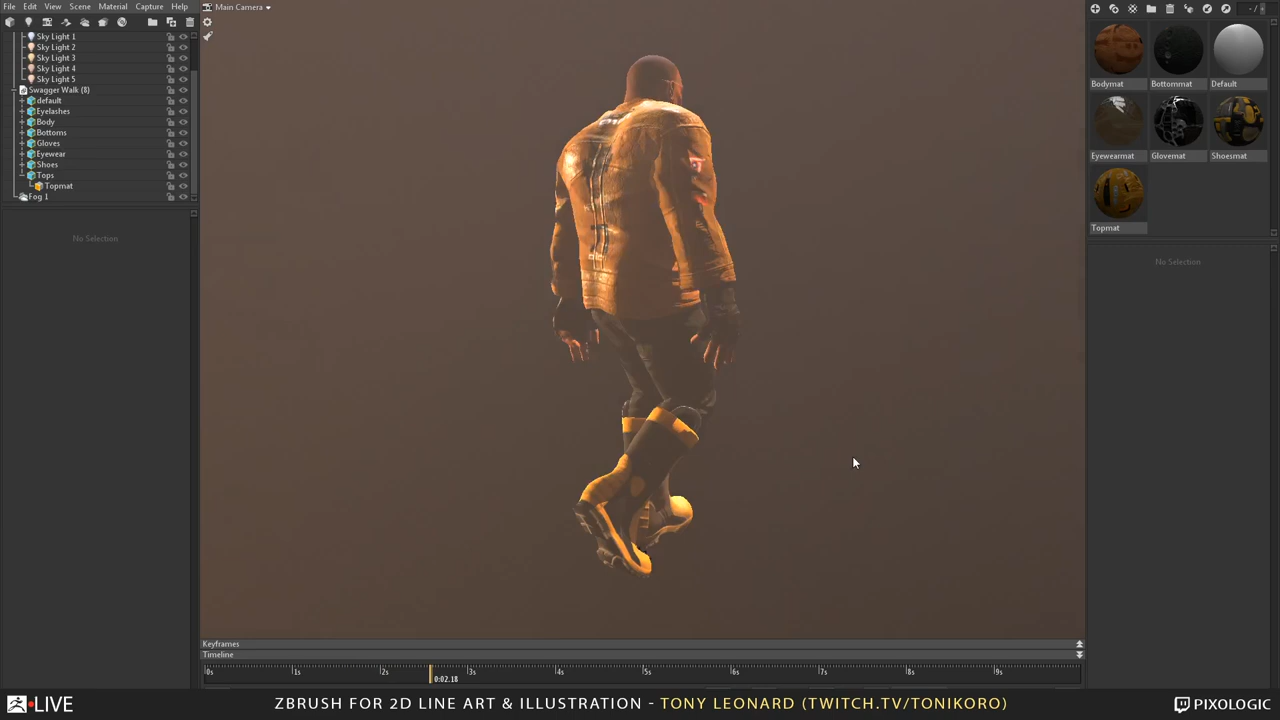 File Edit View Scene Material Capture Help
Main Camera
Sky Light 1
Sky Light 2
Sky Light 3
Sky Light 4
Sky Light 5
Swagger Walk (8)
default
Eyelashes
Body
Bottoms
Gloves
Eyewear
Shoes
Tops
Topmat
Fog 1
No Selection
- /
Bodymat Bottommat Default
Eyewearmat Glovemat Shoesmat
Topmat
No Selection
Keyframes
Timeline
0s 1s 2s 3s 4s 5s 6s 7s 8s 9s
0:02.18
LIVE
ZBRUSH FOR 2D LINE ART & ILLUSTRATION - TONY LEONARD (TWITCH.TV/TONIKORO)
PIXOLOGIC